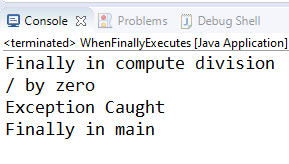 Console Problems Debug Shell
<terminated> WhenFinallyExecutes [Java Application]
Finally in compute division
/ by zero
Exception Caught
Finally in main